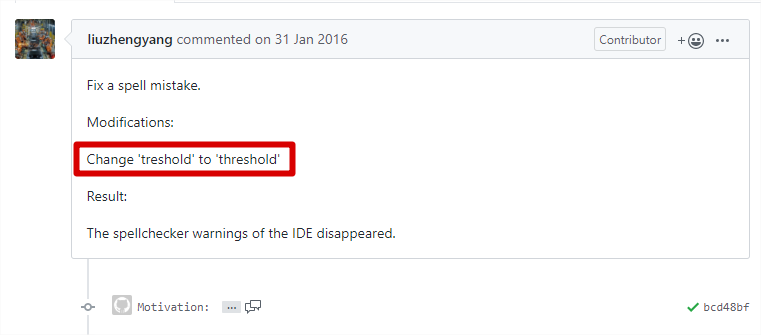 liuzhengyang commented on 31 Jan 2016 Contributor +
Fix a spell mistake.
Modifications:
Change 'treshold' to 'threshold'
Result:
The spellchecker warnings of the IDE disappeared.
Motivation: ... bcd48bf